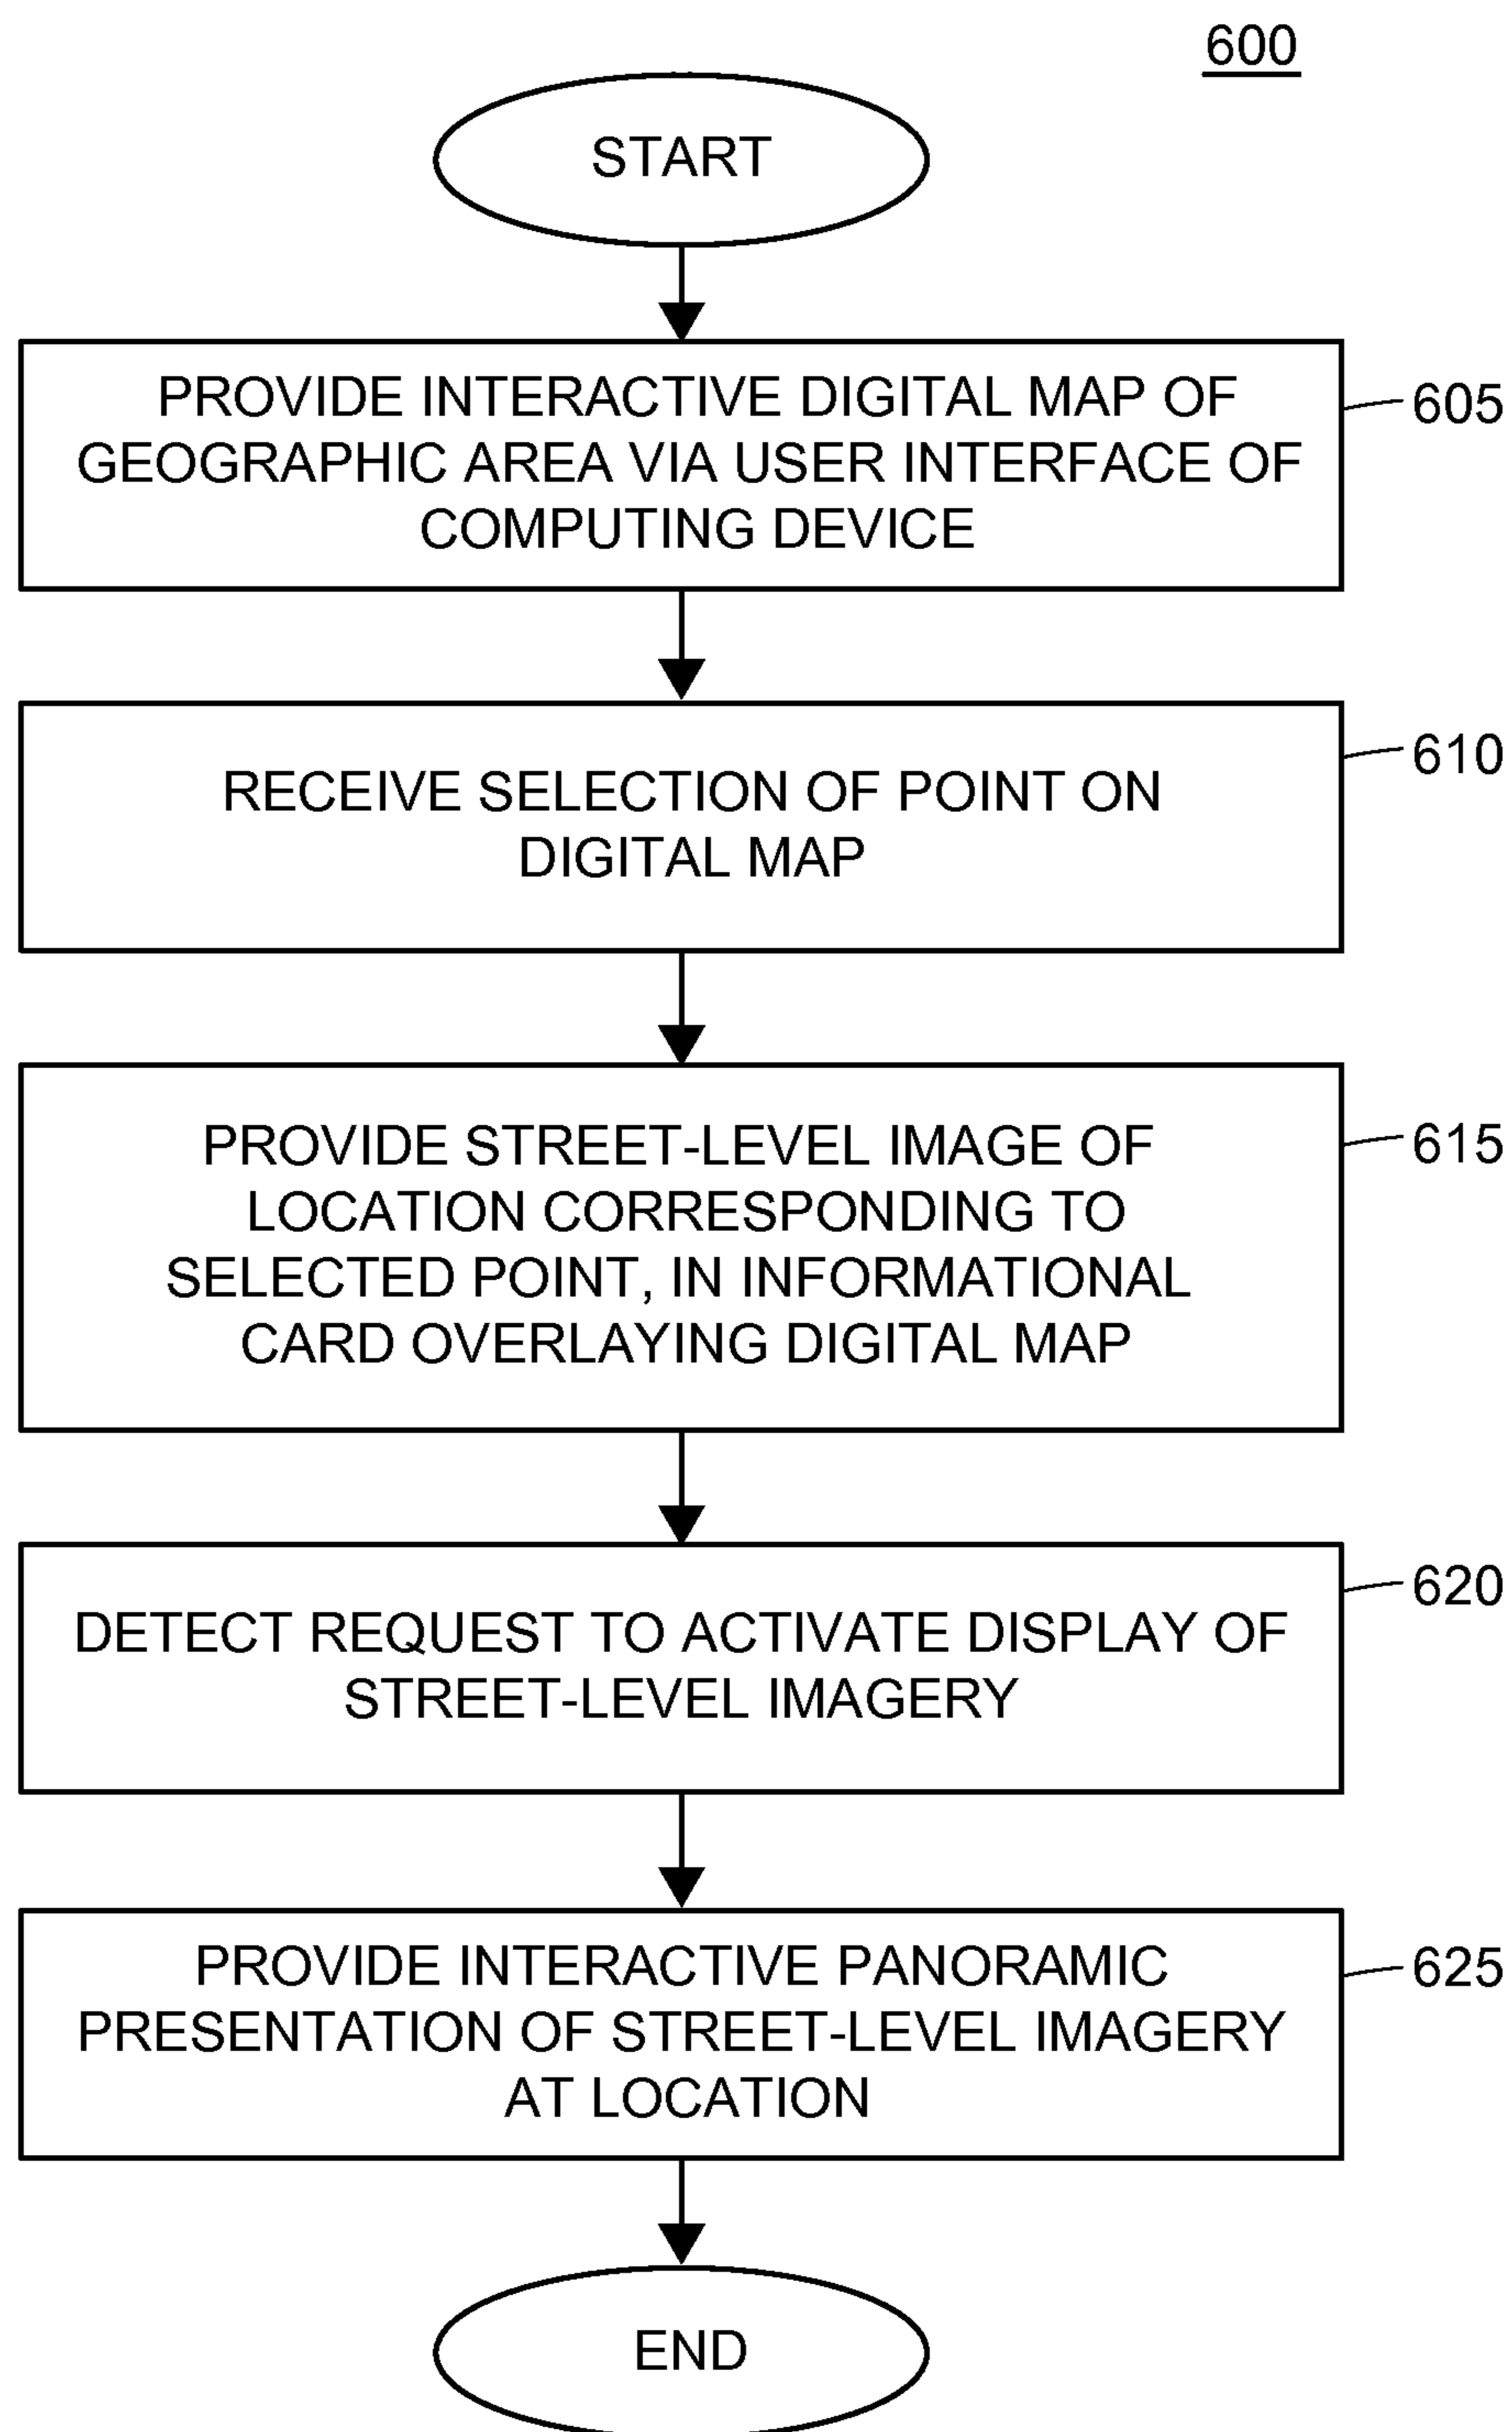 600
START
PROVIDE INTERACTIVE DIGITAL MAP OF
GEOGRAPHIC AREA VIA USER INTERFACE OF
COMPUTING DEVICE
605
RECEIVE SELECTION OF POINT ON
DIGITAL MAP
610
PROVIDE STREET-LEVEL IMAGE OF
LOCATION CORRESPONDING TO
SELECTED POINT, IN INFORMATIONAL
CARD OVERLAYING DIGITAL MAP
615
DETECT REQUEST TO ACTIVATE DISPLAY OF
STREET-LEVEL IMAGERY
620
PROVIDE INTERACTIVE PANORAMIC
PRESENTATION OF STREET-LEVEL IMAGERY
AT LOCATION
625
END